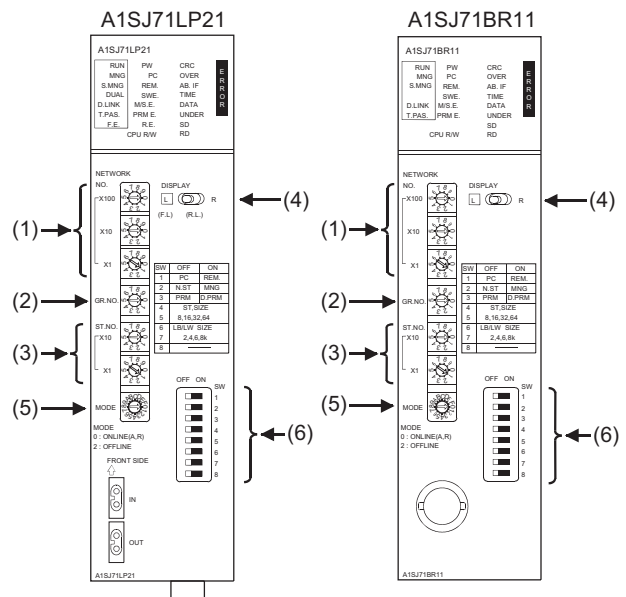 A1SJ71LP21
A1SJ71LP21
RUN PW CRC
MNG PC OVER
S.MNG REM. AB. IF
DUAL SWE. TIME
D.LINK M/S.E. DATA
T.PAS. PRM E. UNDER
F.E. R.E. SD
CPU R/W RD
ERROR
NETWORK
NO.
X100
X10
X1
DISPLAY
L R
(F.L) (R.L.)
(4)
(1)
SW OFF ON
1 PC REM.
2 N.ST MNG
3 PRM D.PRM
4 ST,SIZE
5 8,16,32,64
6 LB/LW SIZE
7 2,4,6,8k
8
(2)
GR.NO.
ST.NO.
X10
X1
(3)
OFF ON
SW
1
2
3
4
5
6
7
8
(6)
(5)
MODE
MODE
0 : ONLINE(A,R)
2 : OFFLINE
FRONT SIDE
IN
OUT
A1SJ71LP21
A1SJ71BR11
A1SJ71BR11
RUN PW CRC
MNG PC OVER
S.MNG REM. AB. IF
SWE. TIME
D.LINK M/S.E. DATA
T.PAS. PRM E. UNDER
SD
CPU R/W RD
ERROR
NETWORK
NO.
X100
X10
X1
DISPLAY
L R
(4)
(1)
SW OFF ON
1 PC REM.
2 N.ST MNG
3 PRM D.PRM
4 ST,SIZE
5 8,16,32,64
6 LB/LW SIZE
7 2,4,6,8k
8
(2)
GR.NO.
ST.NO.
X10
X1
(3)
OFF ON
SW
1
2
3
4
5
6
7
8
(6)
(5)
MODE
MODE
0 : ONLINE(A,R)
2 : OFFLINE
A1SJ71BR11